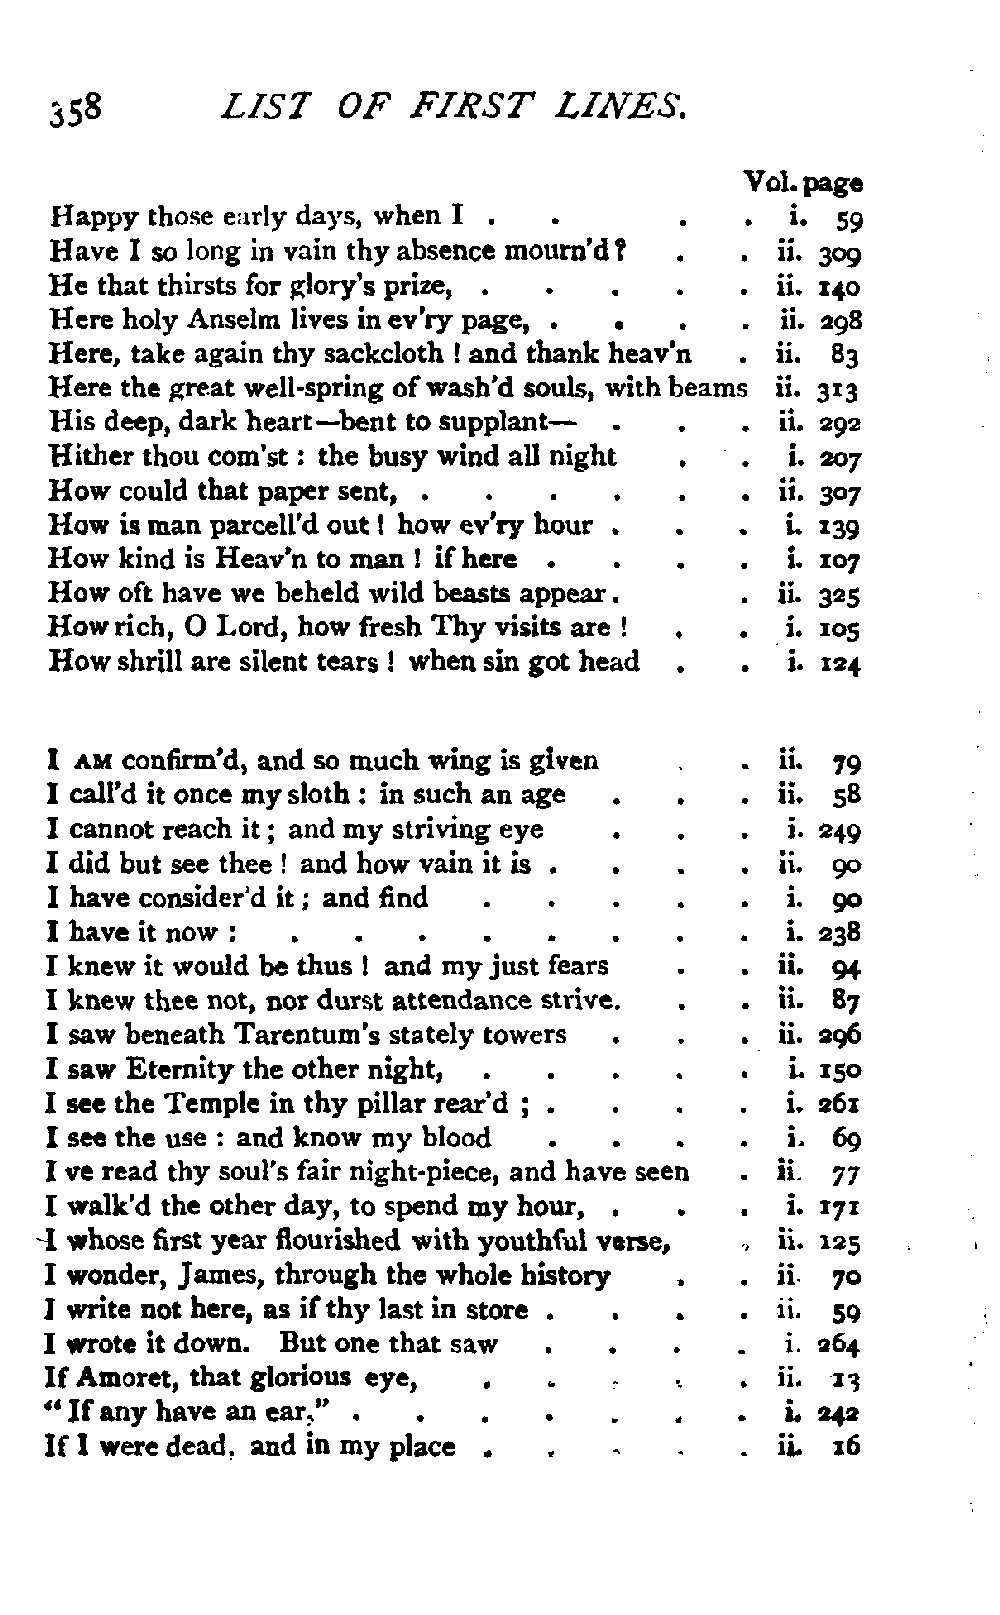 358 LIST OF FIRST LINES.
Vol. page
Happy those early days, when I . . . . i. 59
Have I so long in vain thy absence mourn'd? . . ii. 309
He that thirsts for glory's prize, . . . . . ii. 140
Here holy Anselm lives in ev'ry page, . . . . ii. 298
Here, take again thy sackcloth! and thank heav'n . ii. 83
Here the great well-spring of wash'd souls, with beams ii. 313
His deep, dark heart—bent to supplant— . . . ii. 292
Hither thou com'st: the busy wind all night . . i. 207
How could that paper sent, . . . . . . ii. 307
How is man parcell'd out! how ev'ry hour . . . i. 139
How kind is Heav'n to man! if here . . . . i. 107
How oft have we beheld wild beasts appear. . ii. 325
How rich, O Lord, how fresh Thy visits are! . . i. 105
How shrill are silent tears! when sin got head . . i. 124
I AM confirm'd, and so much wing is given . . ii. 79
I call'd it once my sloth: in such an age . . . ii. 58
I cannot reach it; and my striving eye . . . i. 249
I did but see thee! and how vain it is . . . . ii. 90
I have consider'd it; and find . . . . . i. 90
I have it now: . . . . . . . . i. 238
I knew it would be thus! and my just fears . . ii. 94
I knew thee not, nor durst attendance strive. . . ii. 87
I saw beneath Tarentum's stately towers . . . ii. 296
I saw Eternity the other night, . . . . . i. 150
I see the Temple in thy pillar rear'd; . . . . i. 261
I see the use: and know my blood . . . . i. 69
I ve read thy soul's fair night-piece, and have seen . ii. 77
I walk'd the other day, to spend my hour, . . . i. 171
I whose first year flourished with youthful verse, . ii. 125
I wonder, James, through the whole history . . ii. 70
I write not here, as if thy last in store . . . . ii. 59
I wrote it down. But one that saw . . . . i. 264
If Amoret, that glorious eye, . . . . . ii. 13
"If any have an ear," . . . . . . . i. 242
If I were dead, and in my place . . . . . ii. 16